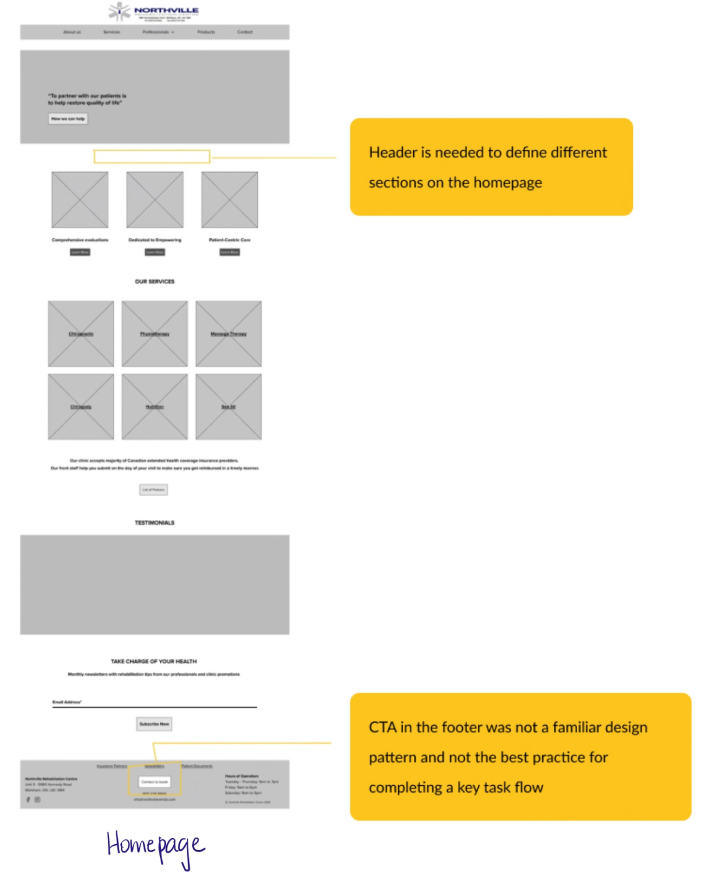 NORTHVILLE
About us Services Professionals Products Contact
"To partner with our patients is
to help restore quality of life"
How we can help
Header is needed to define different
sections on the homepage
Comprehensive evaluations Dedicated to Empowering Patient-Centric Care
Learn More Learn More Learn More
OUR SERVICES
Chiropractic Physiotherapy Massage Therapy
Chiropody Nutrition
Our clinic accepts majority of Canadian extended health coverage insurance providers.
Our front staff help you submit on the day of your visit to make sure you get reimbursed in a timely manner.
List of Partners
TESTIMONIALS
TAKE CHARGE OF YOUR HEALTH
Monthly newsletters with rehabilitation tips from our professionals and clinic promotions
Email Address*
Subscribe Now
CTA in the footer was not a familiar design
pattern and not the best practice for
completing a key task flow
Insurance Partners Newsletters Patient Documents
Northville Rehabilitation Centre
Contact to book
Hours of Operation:
Homepage